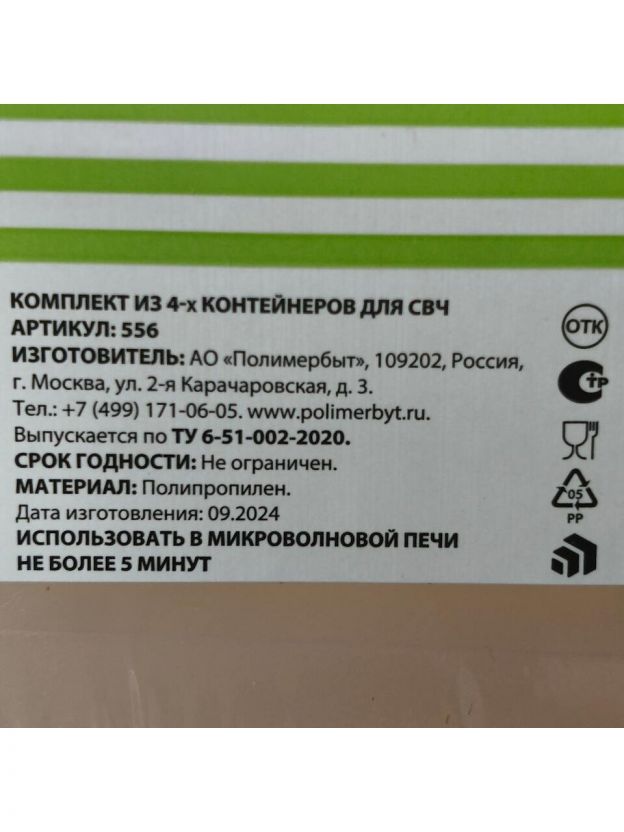 КОМПЛЕКТ ИЗ 4-х КОНТЕЙНЕРОВ ДЛЯ СВЧ
АРТИКУЛ: 556
ИЗГОТОВИТЕЛЬ: АО «Полимербыт», 109202, Россия,
г. Москва, ул. 2-я Карачаровская, д. 3.
Тел.: +7 (499) 171-06-05. www.polimerbyt.ru.
Выпускается по ТУ 6-51-002-2020.
СРОК ГОДНОСТИ: Не ограничен.
МАТЕРИАЛ: Полипропилен.
Дата изготовления: 09.2024
ИСПОЛЬЗОВАТЬ В МИКРОВОЛНОВОЙ ПЕЧИ
НЕ БОЛЕЕ 5 МИНУТ
ОТК
СТР
05
PP